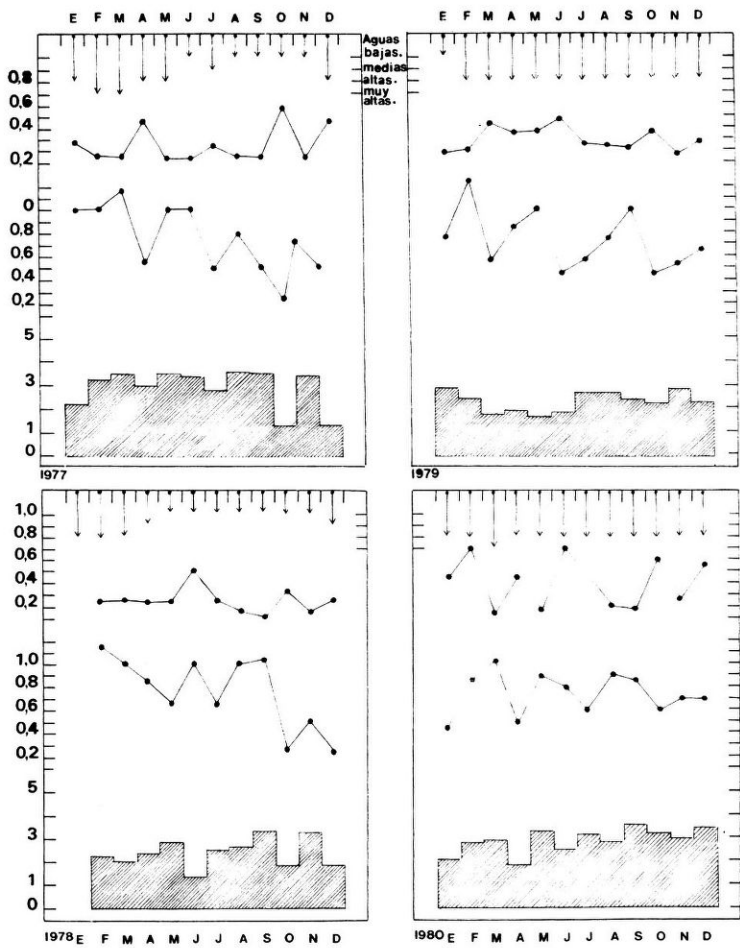 E F M A M J J A S O N D
E F M A M J J A S O N D
Aguas
bajas.
medias
altas.
muy
altas.
0,8
0,6
0,4
0,2
0
0,8
0,6
0,4
0,2
5
3
1
0
1977
1979
1,0
0,8
0,6
0,4
0,2
1,0
0,8
0,6
0,4
0,2
5
3
1
0
1978 E F M A M J J A S O N D
1980 E F M A M J J A S O N D